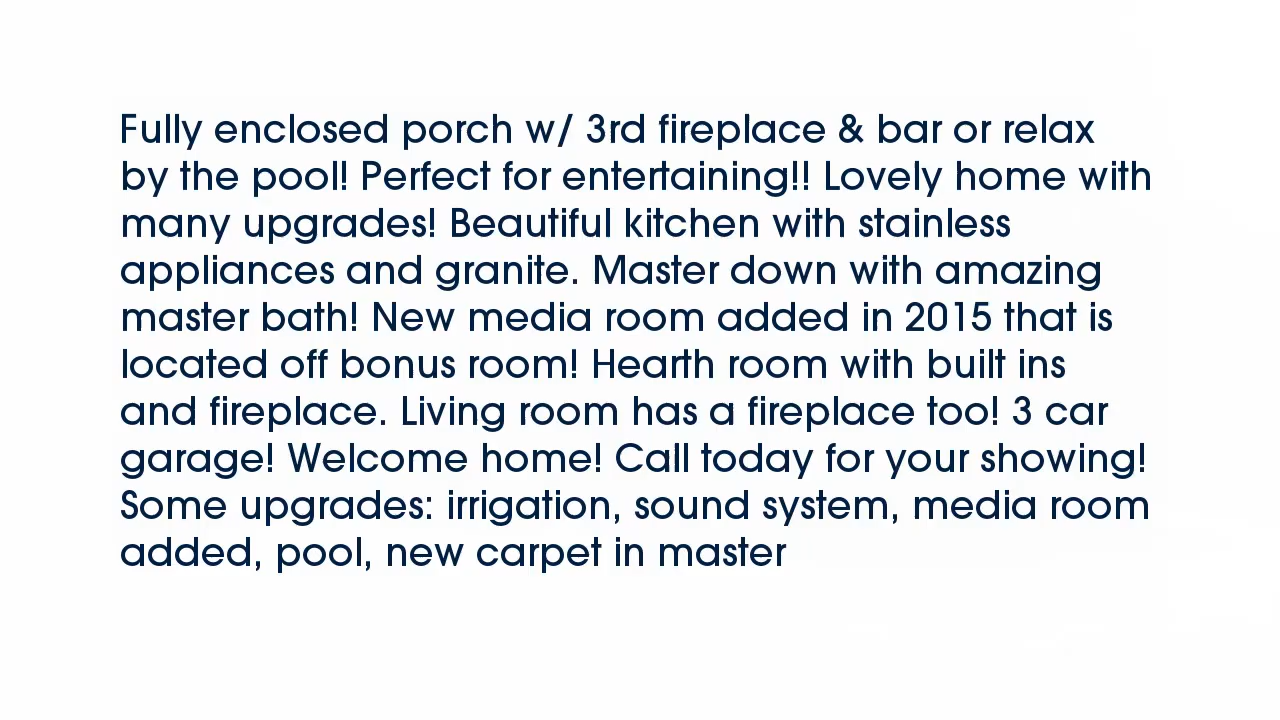 Fully enclosed porch w/ 3rd fireplace & bar or relax
by the pool! Perfect for entertaining!! Lovely home with
many upgrades! Beautiful kitchen with stainless
appliances and granite. Master down with amazing
master bath! New media room added in 2015 that is
located off bonus room! Hearth room with built ins
and fireplace. Living room has a fireplace too! 3 car
garage! Welcome home! Call today for your showing!
Some upgrades: irrigation, sound system, media room
added, pool, new carpet in master